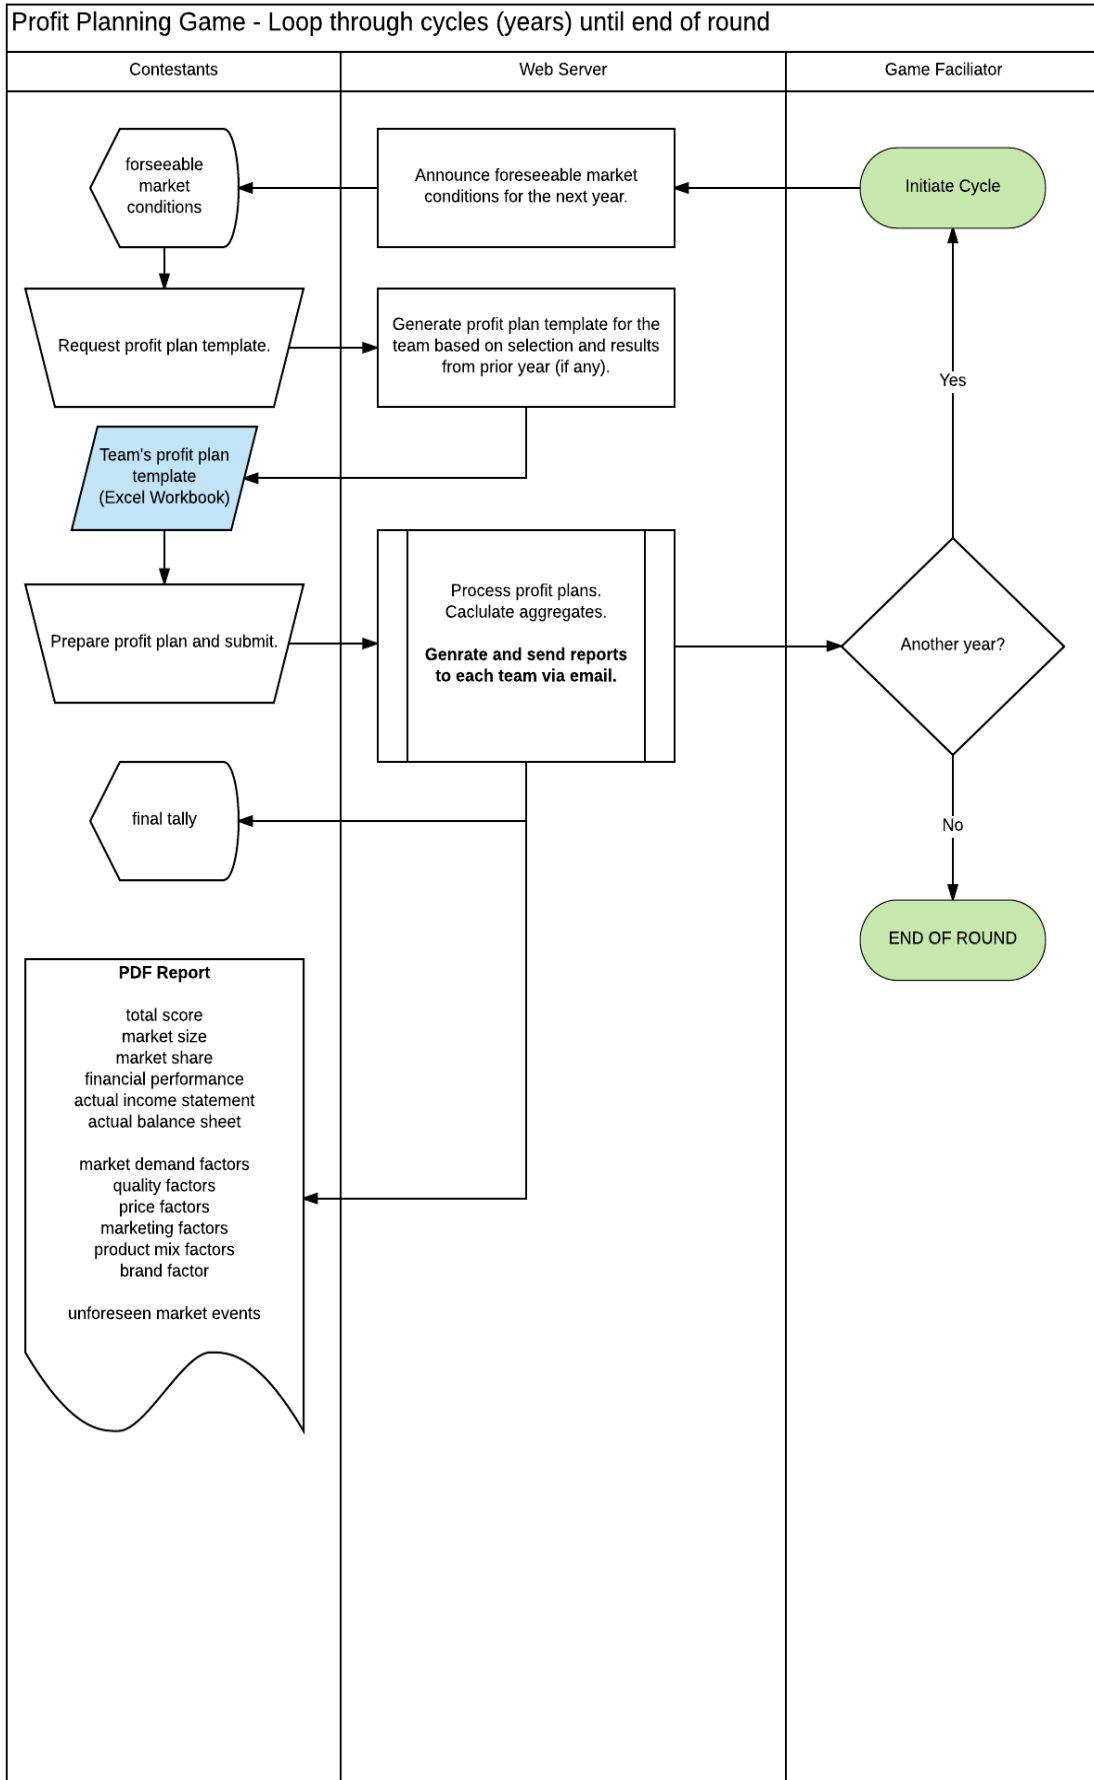 Profit Planning Game - Loop through cycles (years) until end of round
Contestants
Web Server
Game Faciliator
forseeable
market
conditions
Announce foreseeable market
conditions for the next year.
Initiate Cycle
Request profit plan template.
Generate profit plan template for the
team based on selection and results
from prior year (if any).
Yes
Team's profit plan
template
(Excel Workbook)
Prepare profit plan and submit.
Process profit plans.
Caclulate aggregates.
Genrate and send reports
to each team via email.
Another year?
final tally
No
END OF ROUND
PDF Report
total score
market size
market share
financial performance
actual income statement
actual balance sheet
market demand factors
quality factors
price factors
marketing factors
product mix factors
brand factor
unforeseen market events